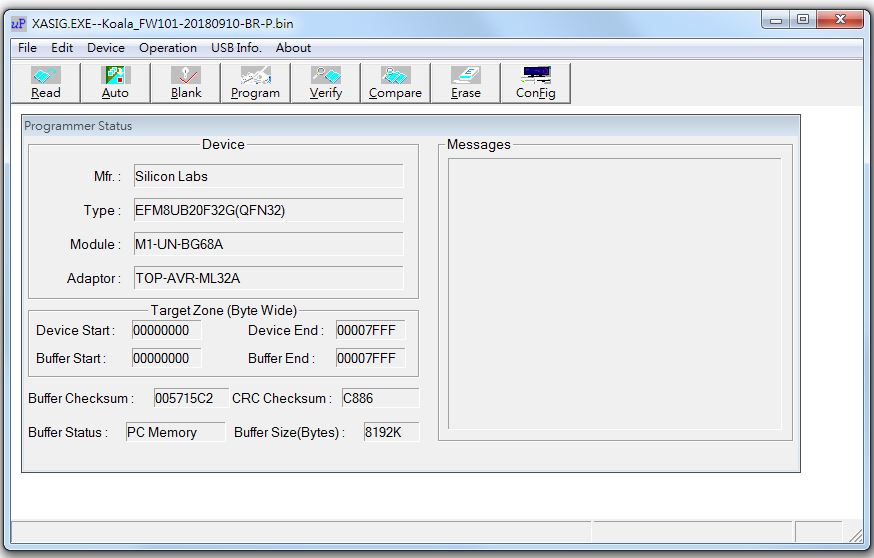 uP XASIG.EXE--Koala_FW101-20180910-BR-P.bin
File Edit Device Operation USB Info. About
Read Auto Blank Program Verify Compare Erase ConFig
Programmer Status
Device
Mfr. : Silicon Labs
Type : EFM8UB20F32G(QFN32)
Module : M1-UN-BG68A
Adaptor : TOP-AVR-ML32A
Target Zone (Byte Wide)
Device Start : 00000000 Device End : 00007FFF
Buffer Start : 00000000 Buffer End : 00007FFF
Buffer Checksum : 005715C2 CRC Checksum : C886
Buffer Status : PC Memory Buffer Size(Bytes) : 8192K
Messages